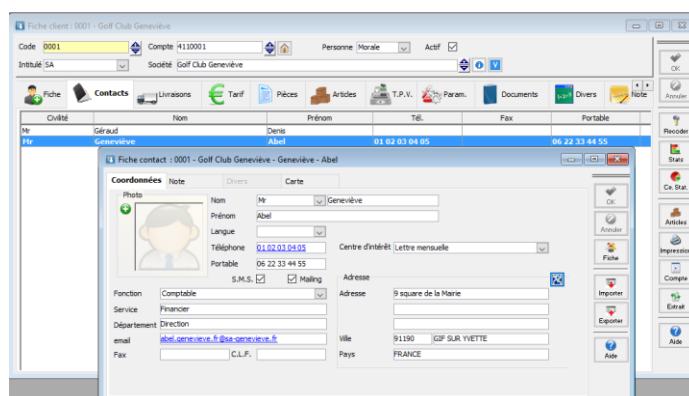 Fiche client : 0001 - Golf Club Geneviève
Code 0001 Compte 4110001 Personne Morale Actif
Intitulé SA Société Golf Club Geneviève
OK
Fiche Contacts Livraisons Tarif Pièces Articles T.P.V. Param. Documents Divers Note
Annuler
Civilité Nom Prénom Tél. Fax Portable
Mr Géraud Denis
Mr Geneviève Abel 01 02 03 04 05 06 22 33 44 55
Recoder
Stats
Ce. Stat.
Articles
Impression
Compte
Extrait
Aide
Fiche contact : 0001 - Golf Club Geneviève - Geneviève - Abel
Coordonnées Note Divers Carte
Photo
Nom Mr Geneviève
Prénom Abel
Langue
Téléphone 01 02 03 04 05 Centre d'intérêt Lettre mensuelle
Portable 06 22 33 44 55
S.M.S. Mailing Adresse
Fonction Comptable Adresse 9 square de la Mairie
Service Financier
Département Direction
email abel.genevieve.fr@sa-genevieve.fr Ville 91190 GIF SUR YVETTE
Fax C.L.F. Pays FRANCE
OK
Annuler
Fiche
Importer
Exporter
Aide